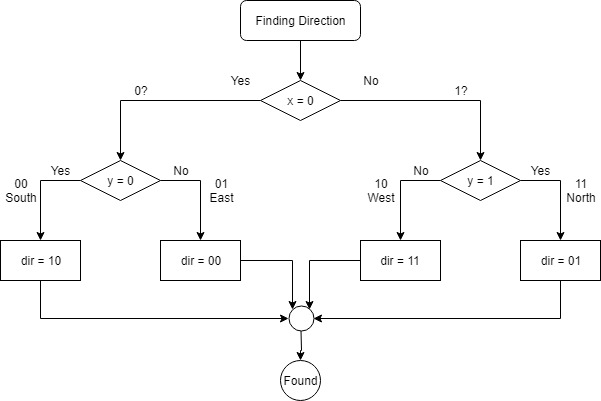 Finding Direction
Yes
No
0?
x = 0
1?
Yes
y = 0
No
No
y = 1
Yes
00
South
01
East
10
West
11
North
dir = 10
dir = 00
dir = 11
dir = 01
Found